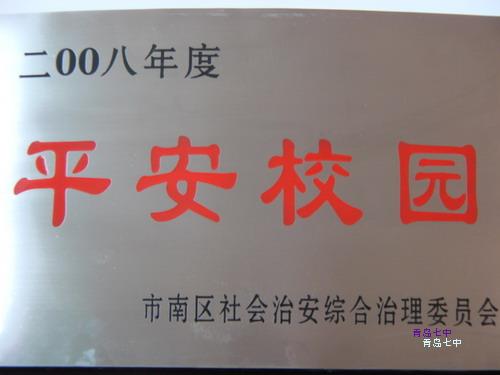 二00八年度
平安校园
市南区社会治安综合治理委员会
青岛七中
青岛七中